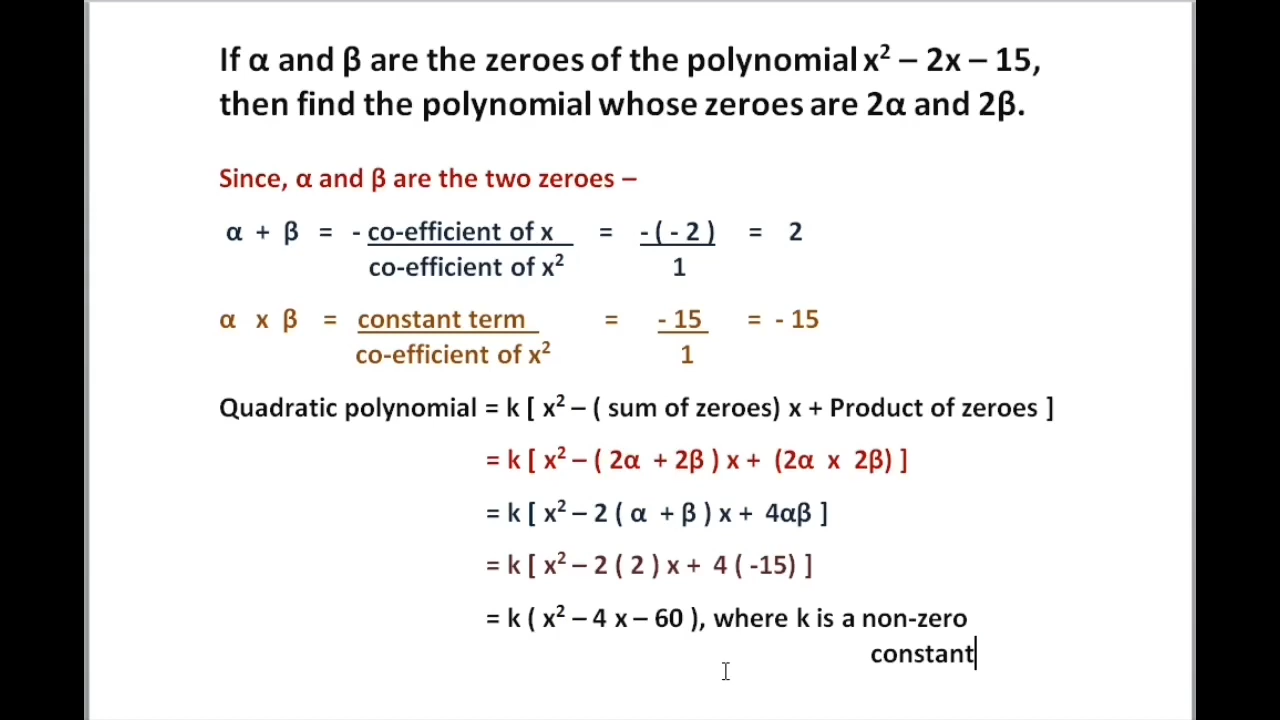 If α and β are the zeroes of the polynomial x² – 2x – 15,
then find the polynomial whose zeroes are 2α and 2β.
Since, α and β are the two zeroes –
α + β = - co-efficient of x = -( - 2 ) = 2
co-efficient of x² 1
α x β = constant term = - 15 = - 15
co-efficient of x² 1
Quadratic polynomial = k [ x² – ( sum of zeroes) x + Product of zeroes ]
= k [ x² – ( 2α + 2β ) x + (2α x 2β) ]
= k [ x² – 2 ( α + β ) x + 4αβ ]
= k [ x² – 2 ( 2 ) x + 4 ( -15) ]
= k ( x² – 4 x – 60 ), where k is a non-zero
constant